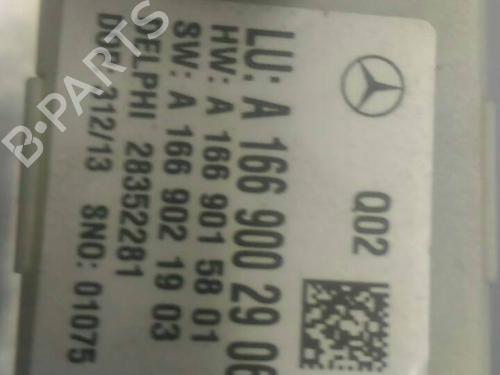 LU: A 166 900 29 06
HW: A 166 901 58 01
SW: A 166 902 19 03
DELPHI 28352281
212/13 SNO: 01075
Q02
B-PARTS